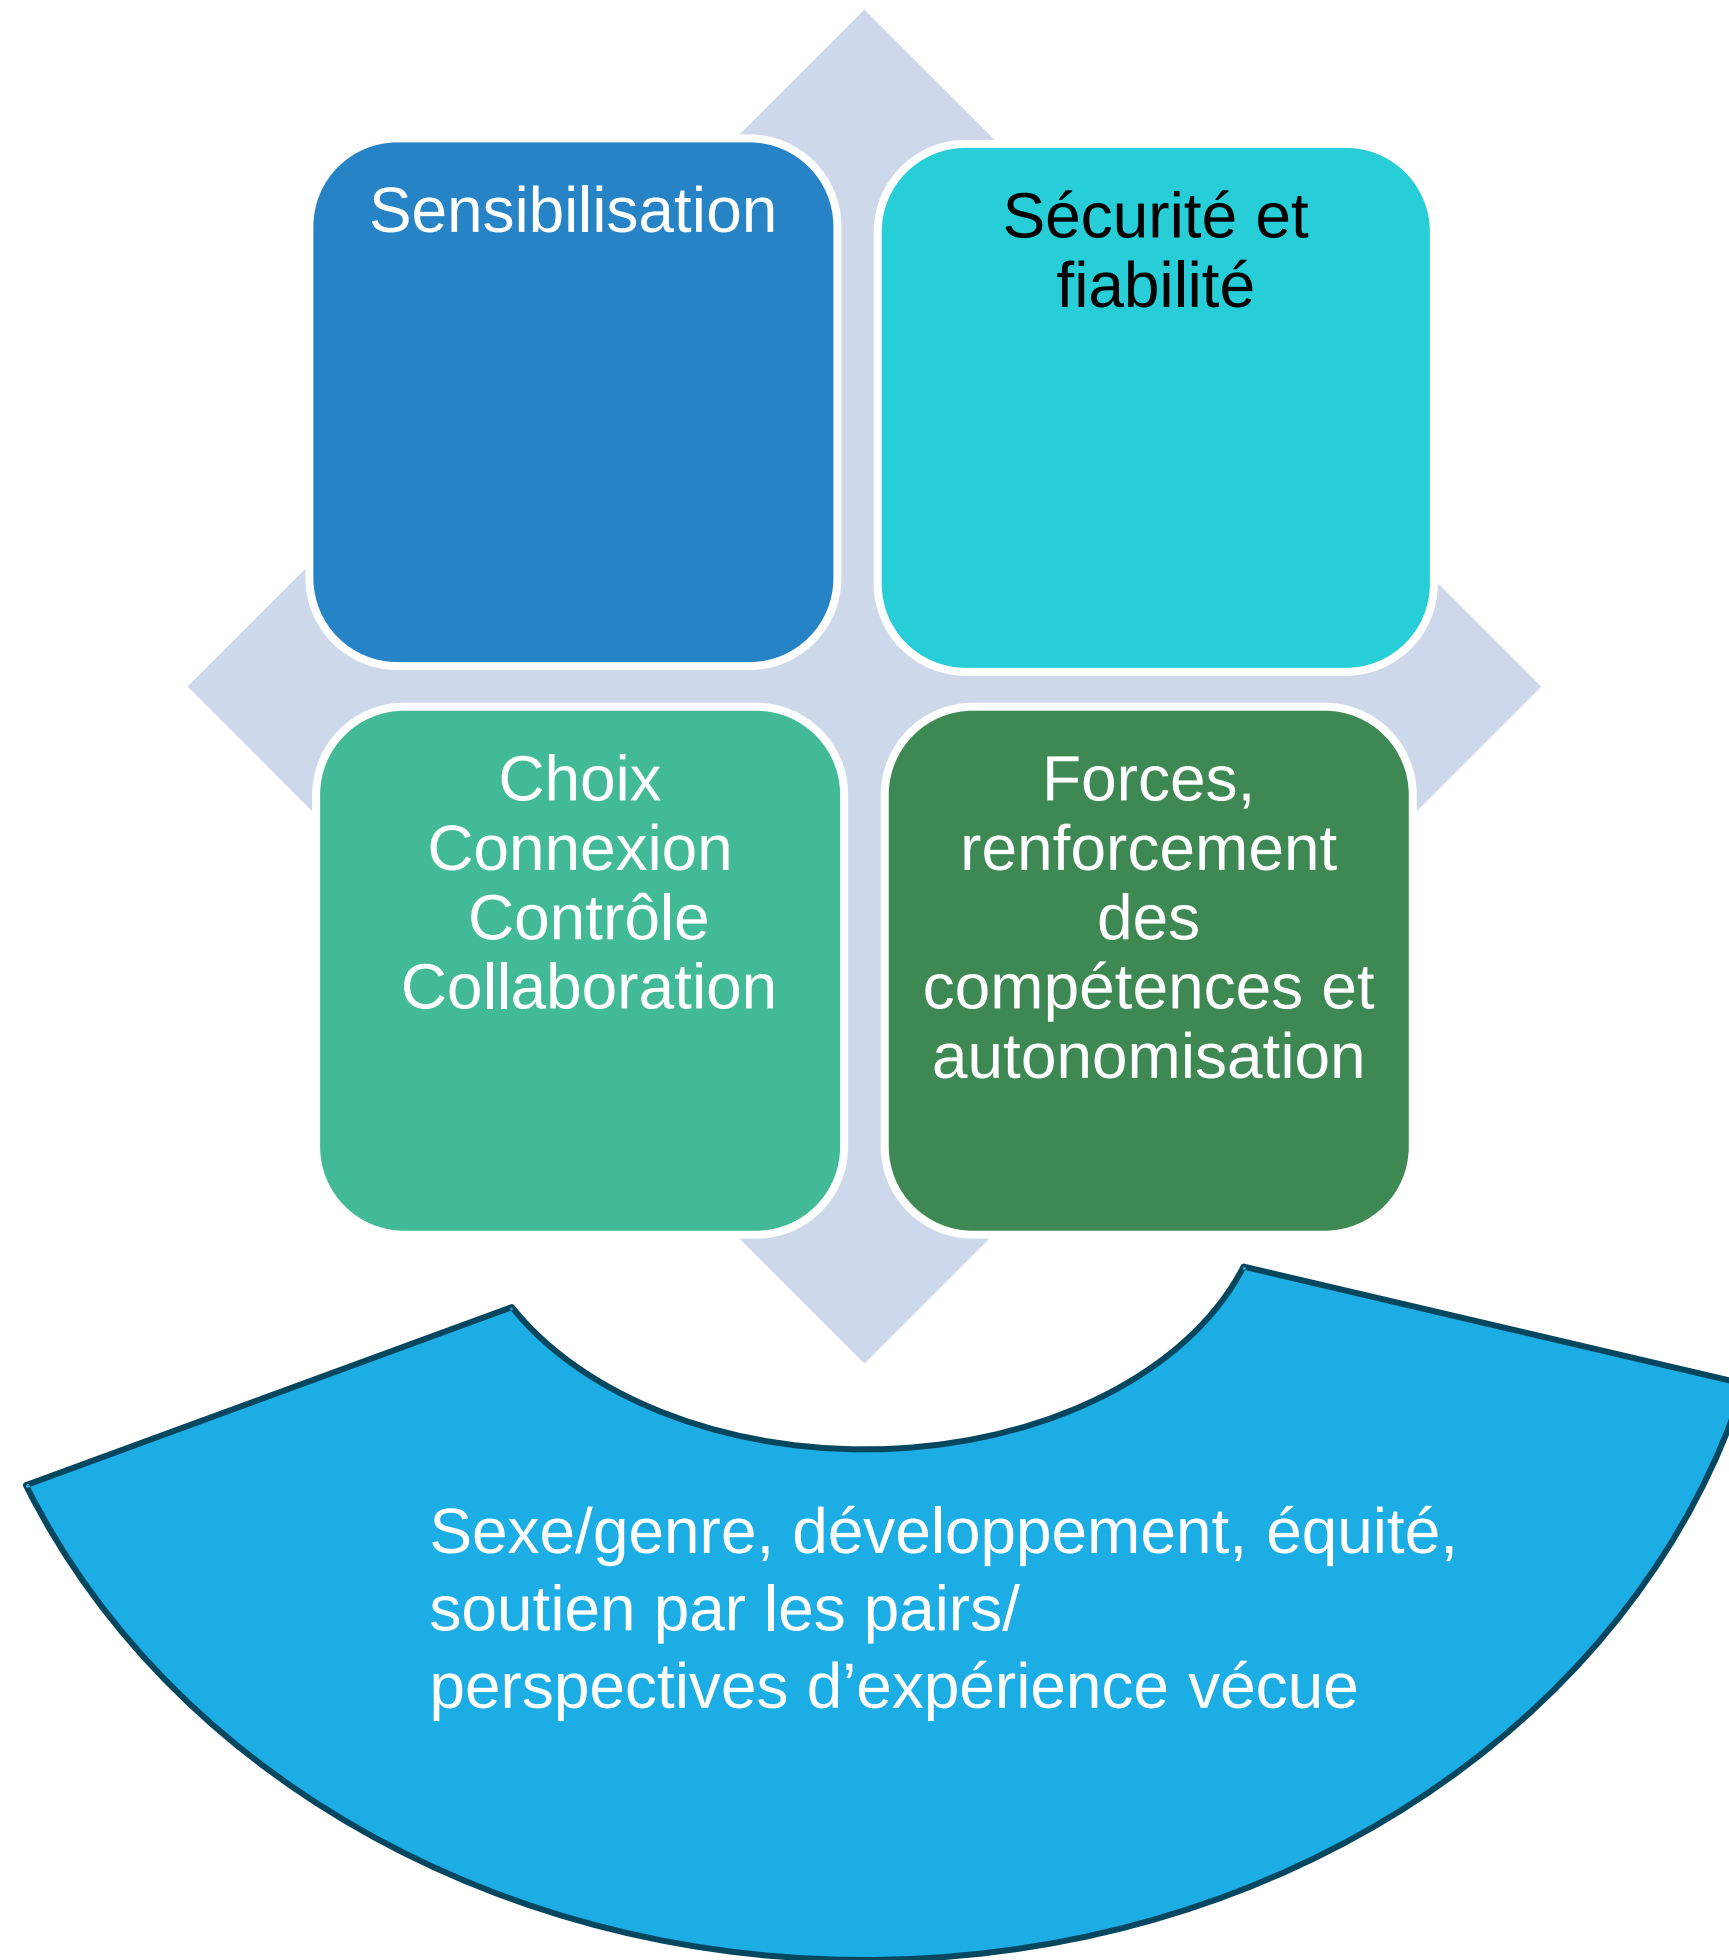 Sensibilisation
Sécurité et
fiabilité
Choix
Connexion
Contrôle
Collaboration
Forces,
renforcement
des
compétences et
autonomisation
Sexe/genre, développement, équité,
soutien par les pairs/
perspectives d’expérience vécue